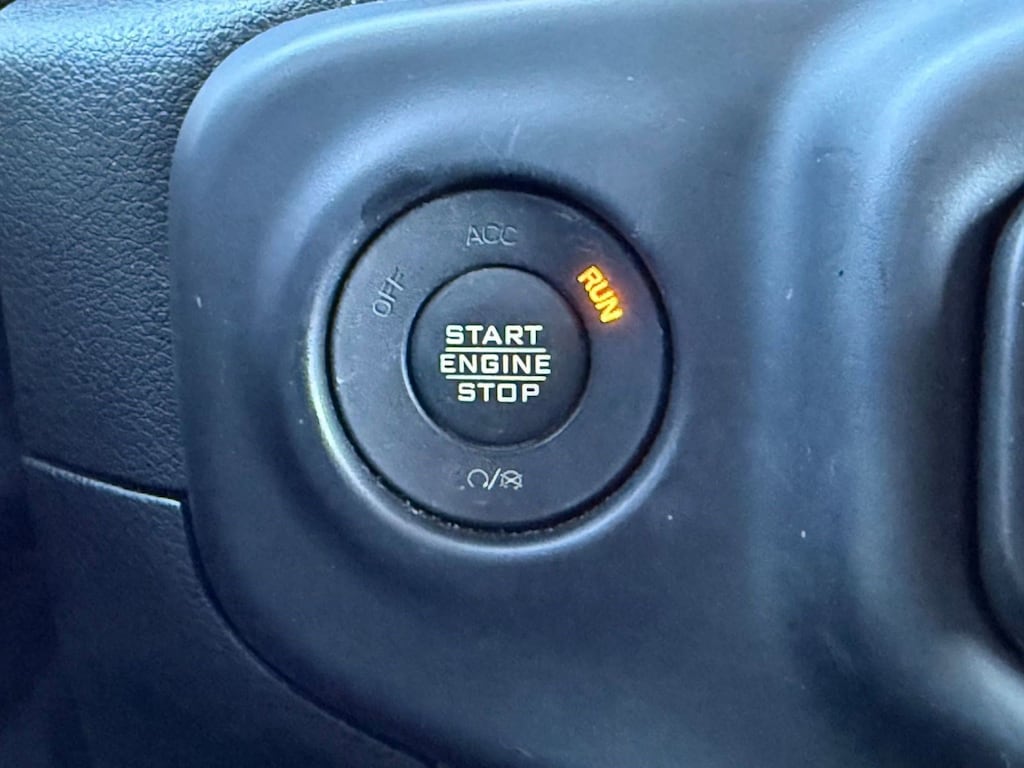 ACC
OFF
RUN
START
ENGINE
STOP